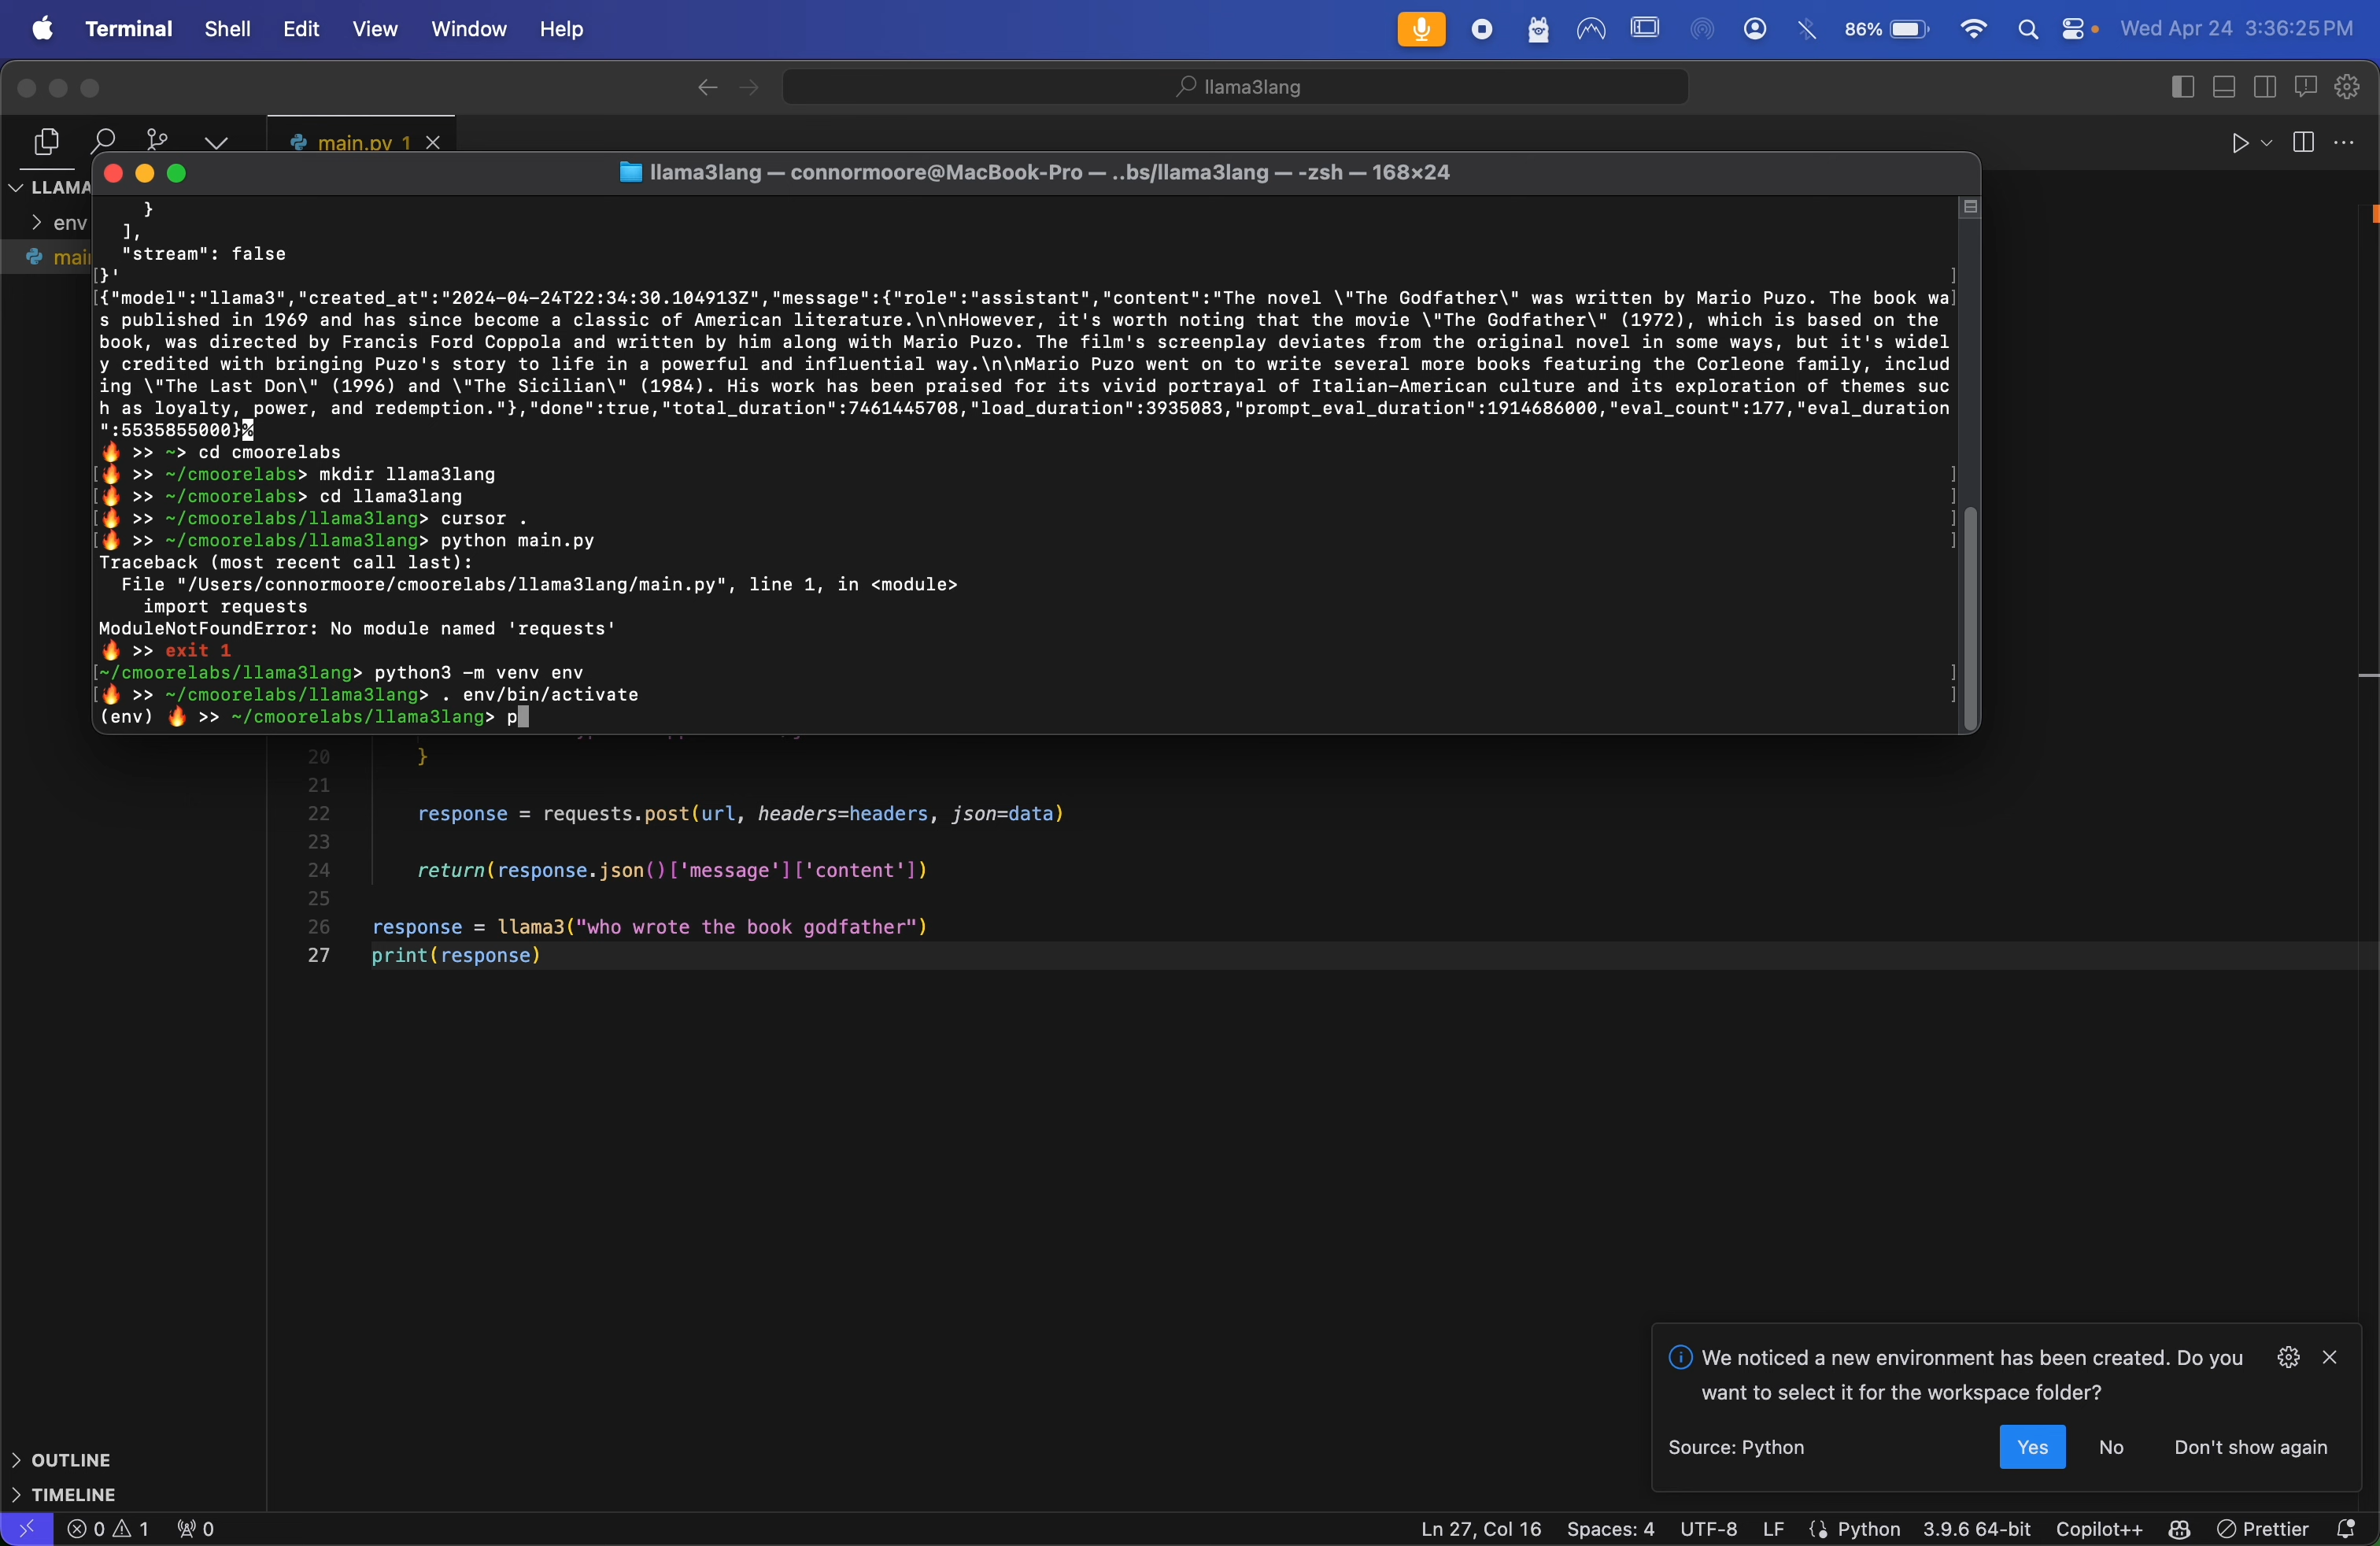 Terminal Shell Edit View Window Help 86% Wed Apr 24 3:36:25 PM
llama3lang
main.py 1
llama3lang — connormoore@MacBook-Pro — ..bs/llama3lang — -zsh — 168×24
LLAMA
env
mai
    }
  ],
  "stream": false
}'
{"model":"llama3","created_at":"2024-04-24T22:34:30.104913Z","message":{"role":"assistant","content":"The novel \"The Godfather\" was written by Mario Puzo. The book wa
s published in 1969 and has since become a classic of American literature.\n\nHowever, it's worth noting that the movie \"The Godfather\" (1972), which is based on the
book, was directed by Francis Ford Coppola and written by him along with Mario Puzo. The film's screenplay deviates from the original novel in some ways, but it's widel
y credited with bringing Puzo's story to life in a powerful and influential way.\n\nMario Puzo went on to write several more books featuring the Corleone family, includ
ing \"The Last Don\" (1996) and \"The Sicilian\" (1984). His work has been praised for its vivid portrayal of Italian-American culture and its exploration of themes suc
h as loyalty, power, and redemption."},"done":true,"total_duration":7461445708,"load_duration":3935083,"prompt_eval_duration":1914686000,"eval_count":177,"eval_duration
":5535855000}%
🔥 >> ~> cd cmoorelabs
🔥 >> ~/cmoorelabs> mkdir llama3lang
🔥 >> ~/cmoorelabs> cd llama3lang
🔥 >> ~/cmoorelabs/llama3lang> cursor .
🔥 >> ~/cmoorelabs/llama3lang> python main.py
Traceback (most recent call last):
  File "/Users/connormoore/cmoorelabs/llama3lang/main.py", line 1, in <module>
    import requests
ModuleNotFoundError: No module named 'requests'
🔥 >> exit 1
~/cmoorelabs/llama3lang> python3 -m venv env
🔥 >> ~/cmoorelabs/llama3lang> . env/bin/activate
(env) 🔥 >> ~/cmoorelabs/llama3lang> p
20 }
21
22 response = requests.post(url, headers=headers, json=data)
23
24 return(response.json()['message']['content'])
25
26 response = llama3("who wrote the book godfather")
27 print(response)
We noticed a new environment has been created. Do you
want to select it for the workspace folder?
Source: Python Yes No Don't show again
OUTLINE
TIMELINE
0 1 0 Ln 27, Col 16 Spaces: 4 UTF-8 LF Python 3.9.6 64-bit Copilot++ Prettier